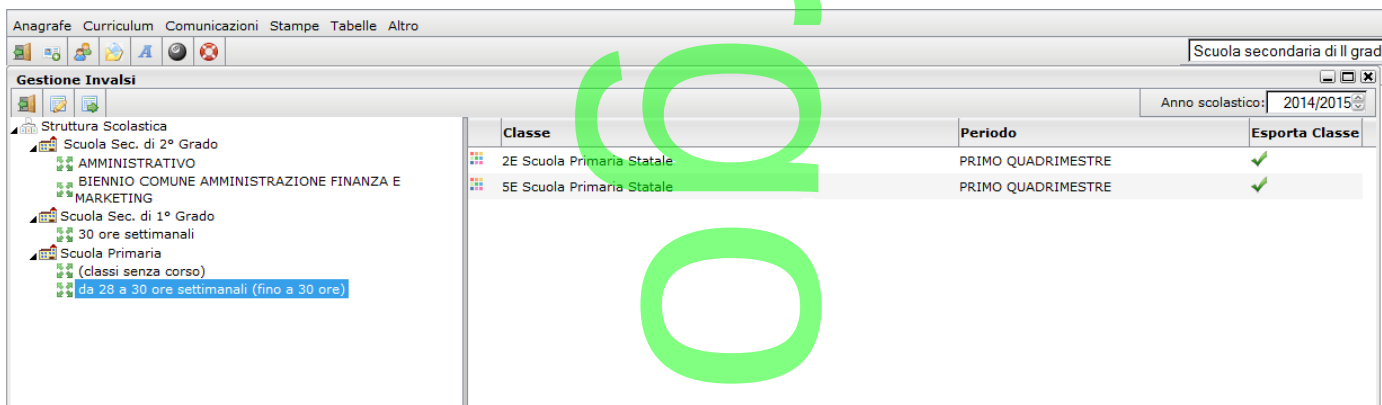 Anagrafe Curriculum Comunicazioni Stampe Tabelle Altro
Scuola secondaria di II grad
Gestione Invalsi
Anno scolastico: 2014/2015
Struttura Scolastica
Scuola Sec. di 2° Grado
AMMINISTRATIVO
BIENNIO COMUNE AMMINISTRAZIONE FINANZA E
MARKETING
Scuola Sec. di 1° Grado
30 ore settimanali
Scuola Primaria
(classi senza corso)
da 28 a 30 ore settimanali (fino a 30 ore)
Classe Periodo Esporta Classe
2E Scuola Primaria Statale PRIMO QUADRIMESTRE
5E Scuola Primaria Statale PRIMO QUADRIMESTRE